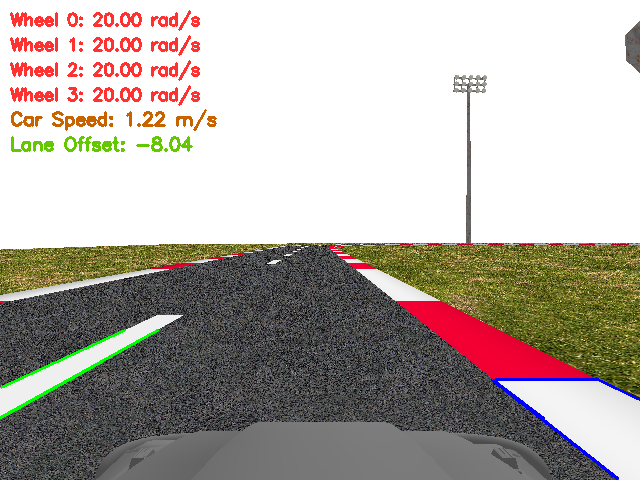 Wheel 0: 20.00 rad/s
Wheel 1: 20.00 rad/s
Wheel 2: 20.00 rad/s
Wheel 3: 20.00 rad/s
Car Speed: 1.22 m/s
Lane Offset: -8.04